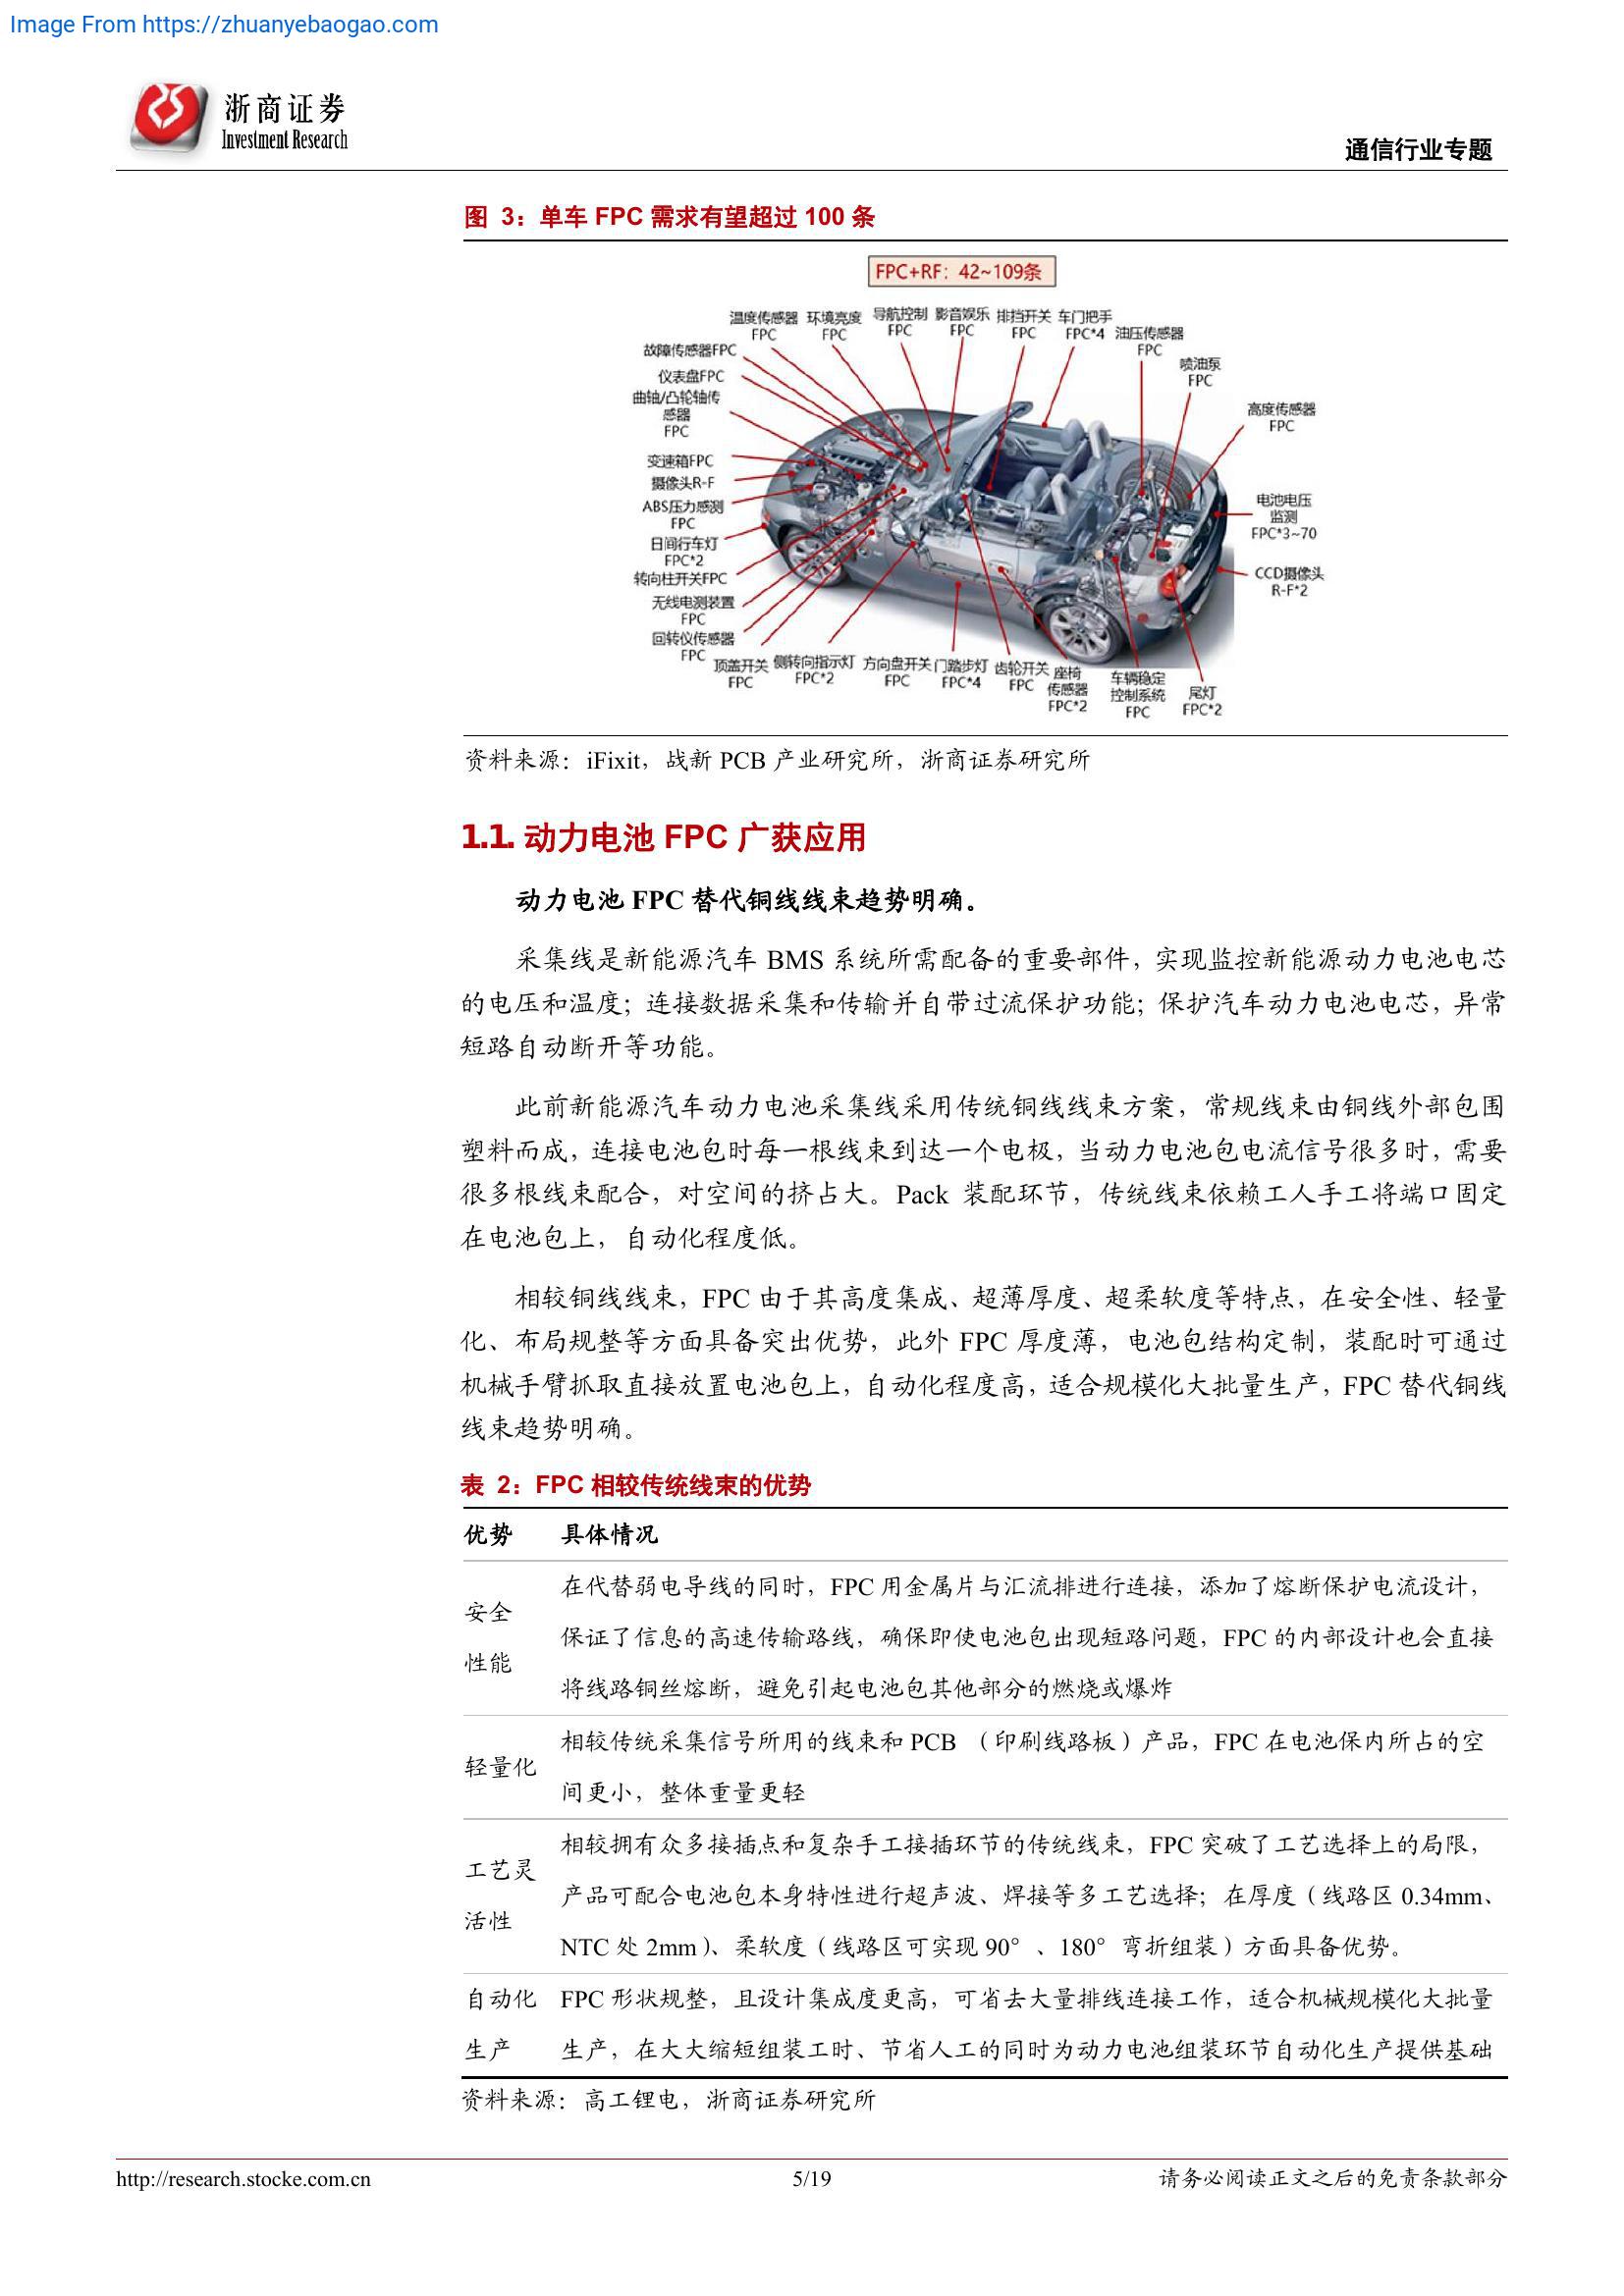 Image From https://zhuanyebaogao.com
浙商证券
Investment Research
通信行业专题
图 3：单车 FPC 需求有望超过 100 条
FPC+RF：42~109条
温度传感器
FPC
环境亮度
FPC
导航控制
FPC
影音娱乐
FPC
排挡开关
FPC
车门把手
FPC*4
油压传感器
FPC
喷油泵
FPC
高度传感器
FPC
电池电压
监测
FPC*3~70
CCD摄像头
R-F*2
故障传感器FPC
仪表盘FPC
曲轴/凸轮轴传
感器
FPC
变速箱FPC
摄像头R-F
ABS压力感测
FPC
日间行车灯
FPC*2
转向柱开关FPC
无线电测装置
FPC
回转仪传感器
FPC
顶盖开关
FPC
侧转向指示灯
FPC*2
方向盘开关
FPC
门踏步灯
FPC*4
齿轮开关
FPC
座椅
传感器
FPC*2
车辆稳定
控制系统
FPC
尾灯
FPC*2
资料来源：iFixit，战新 PCB 产业研究所，浙商证券研究所
1.1. 动力电池 FPC 广获应用
动力电池 FPC 替代铜线线束趋势明确。
采集线是新能源汽车 BMS 系统所需配备的重要部件，实现监控新能源动力电池电芯
的电压和温度；连接数据采集和传输并自带过流保护功能；保护汽车动力电池电芯，异常
短路自动断开等功能。
此前新能源汽车动力电池采集线采用传统铜线线束方案，常规线束由铜线外部包围
塑料而成，连接电池包时每一根线束到达一个电极，当动力电池包电流信号很多时，需要
很多根线束配合，对空间的挤占大。Pack 装配环节，传统线束依赖工人手工将端口固定
在电池包上，自动化程度低。
相较铜线线束，FPC 由于其高度集成、超薄厚度、超柔软度等特点，在安全性、轻量
化、布局规整等方面具备突出优势，此外 FPC 厚度薄，电池包结构定制，装配时可通过
机械手臂抓取直接放置电池包上，自动化程度高，适合规模化大批量生产，FPC 替代铜线
线束趋势明确。
表 2：FPC 相较传统线束的优势
优势 具体情况
安全
性能
在代替弱电导线的同时，FPC 用金属片与汇流排进行连接，添加了熔断保护电流设计，
保证了信息的高速传输路线，确保即使电池包出现短路问题，FPC 的内部设计也会直接
将线路铜丝熔断，避免引起电池包其他部分的燃烧或爆炸
轻量化
相较传统采集信号所用的线束和 PCB （印刷线路板）产品，FPC 在电池保内所占的空
间更小，整体重量更轻
工艺灵
活性
相较拥有众多接插点和复杂手工接插环节的传统线束，FPC 突破了工艺选择上的局限，
产品可配合电池包本身特性进行超声波、焊接等多工艺选择；在厚度（线路区 0.34mm、
NTC 处 2mm）、柔软度（线路区可实现 90° 、180° 弯折组装）方面具备优势。
自动化
生产
FPC 形状规整，且设计集成度更高，可省去大量排线连接工作，适合机械规模化大批量
生产，在大大缩短组装工时、节省人工的同时为动力电池组装环节自动化生产提供基础
资料来源：高工锂电，浙商证券研究所
http://research.stocke.com.cn
5/19
请务必阅读正文之后的免责条款部分